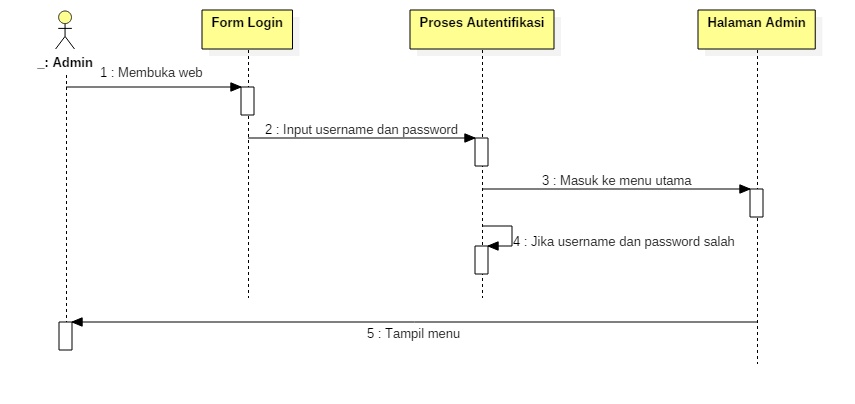 Form Login
Proses Autentifikasi
Halaman Admin
_: Admin
1 : Membuka web
2 : Input username dan password
3 : Masuk ke menu utama
4 : Jika username dan password salah
5 : Tampil menu